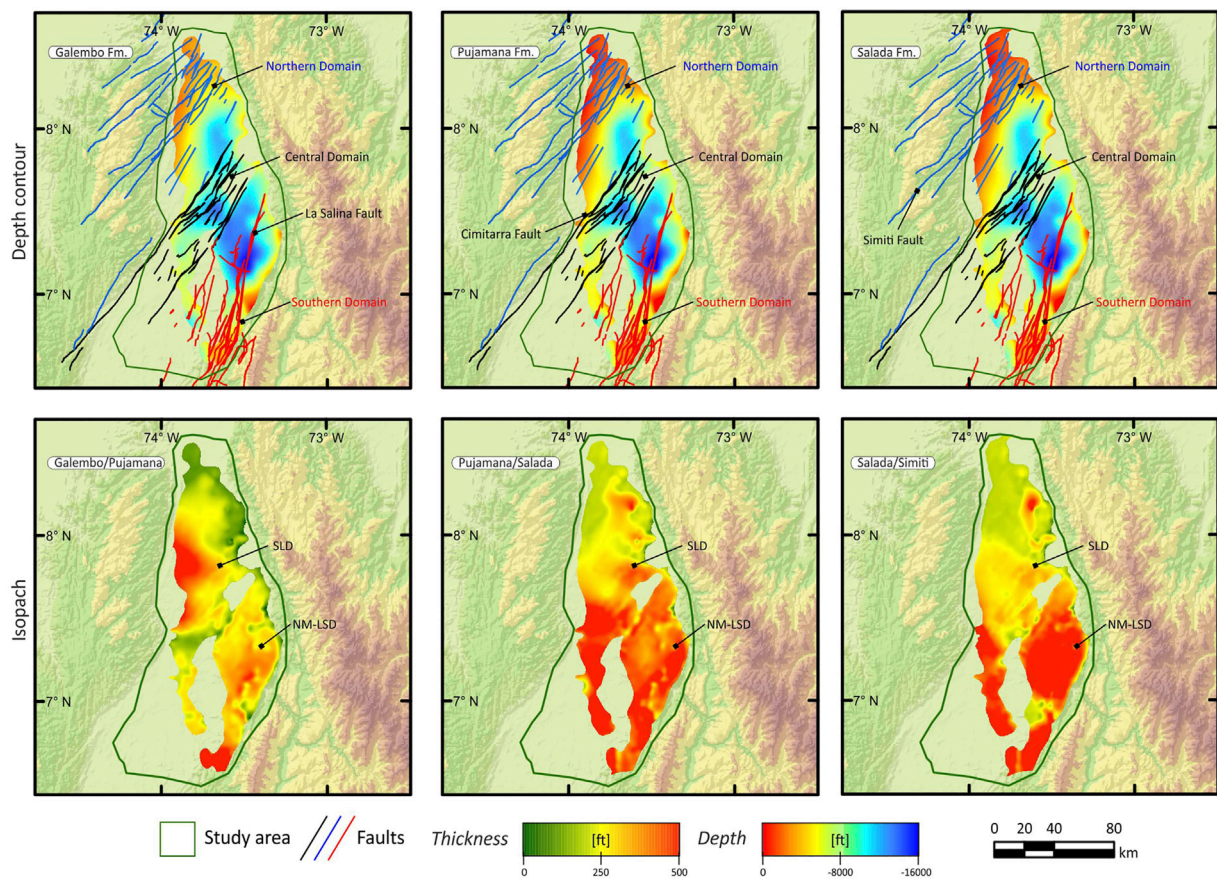 74° W
73° W
Galembo Fm.
Northern Domain
8° N
Central Domain
La Salina Fault
7° N
Southern Domain
74° W
73° W
Pujamana Fm.
Northern Domain
8° N
Central Domain
Cimitarra Fault
7° N
Southern Domain
74° W
73° W
Salada Fm.
Northern Domain
8° N
Central Domain
Simiti Fault
7° N
Southern Domain
Depth contour
74° W
73° W
Galembo/Pujamana
8° N
SLD
NM-LSD
7° N
74° W
73° W
Pujamana/Salada
8° N
SLD
NM-LSD
7° N
74° W
73° W
Salada/Simiti
8° N
SLD
NM-LSD
7° N
Isopach
Study area
Faults
Thickness
[ft]
0 250 500
Depth
[ft]
0 -8000 -16000
0 20 40 80
km